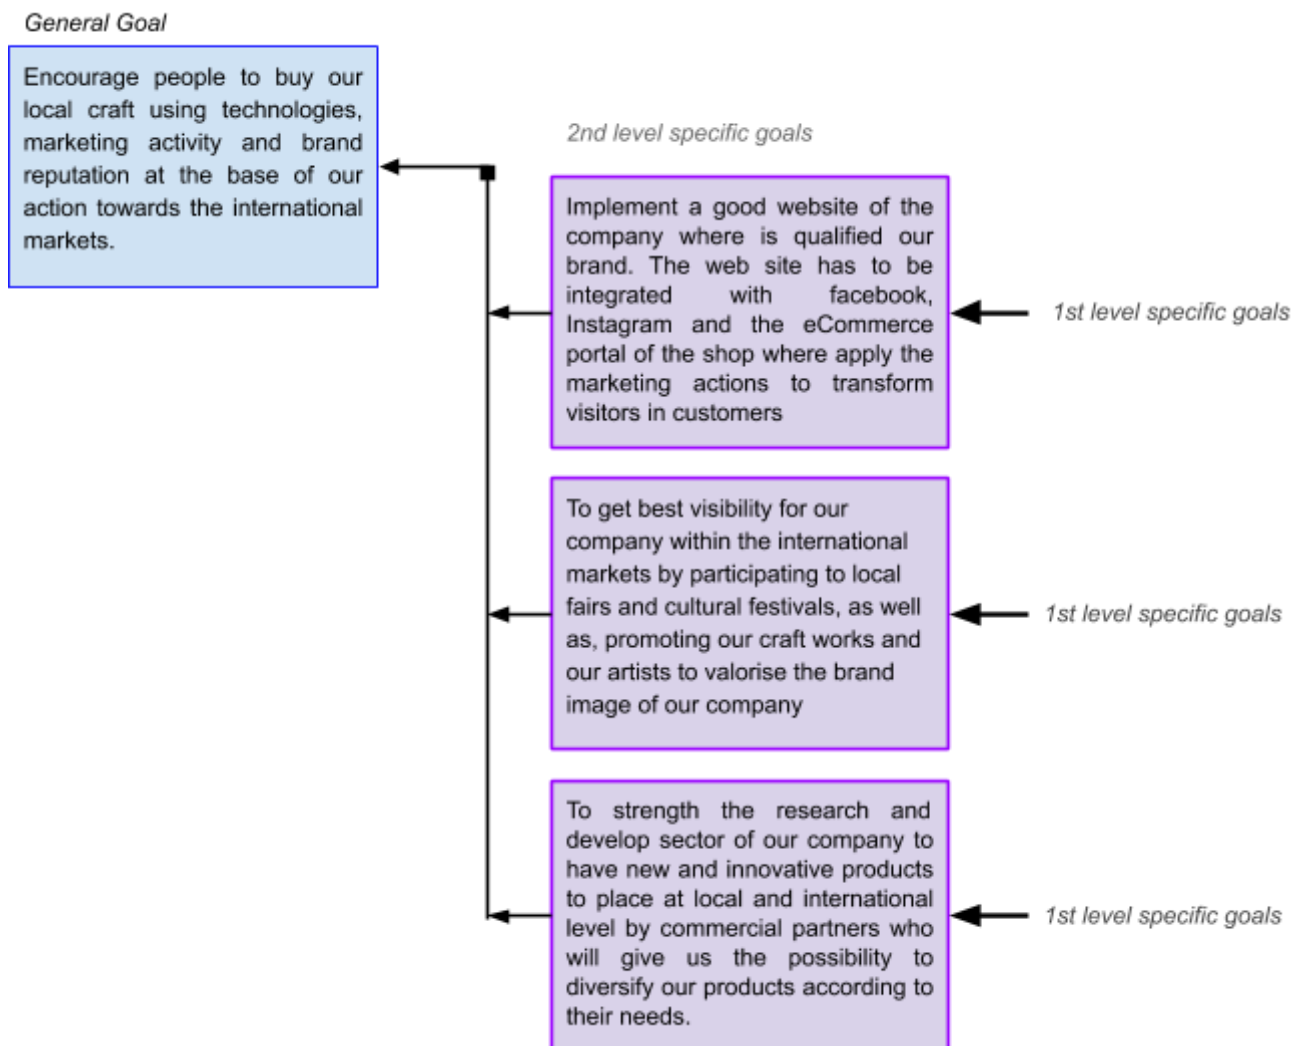 General Goal
Encourage people to buy our
local craft using technologies,
marketing activity and brand
reputation at the base of our
action towards the international
markets.
2nd level specific goals
Implement a good website of the
company where is qualified our
brand. The web site has to be
integrated with facebook,
Instagram and the eCommerce
portal of the shop where apply the
marketing actions to transform
visitors in customers
1st level specific goals
To get best visibility for our
company within the international
markets by participating to local
fairs and cultural festivals, as well
as, promoting our craft works and
our artists to valorise the brand
image of our company
1st level specific goals
To strength the research and
develop sector of our company to
have new and innovative products
to place at local and international
level by commercial partners who
will give us the possibility to
diversify our products according to
their needs.
1st level specific goals